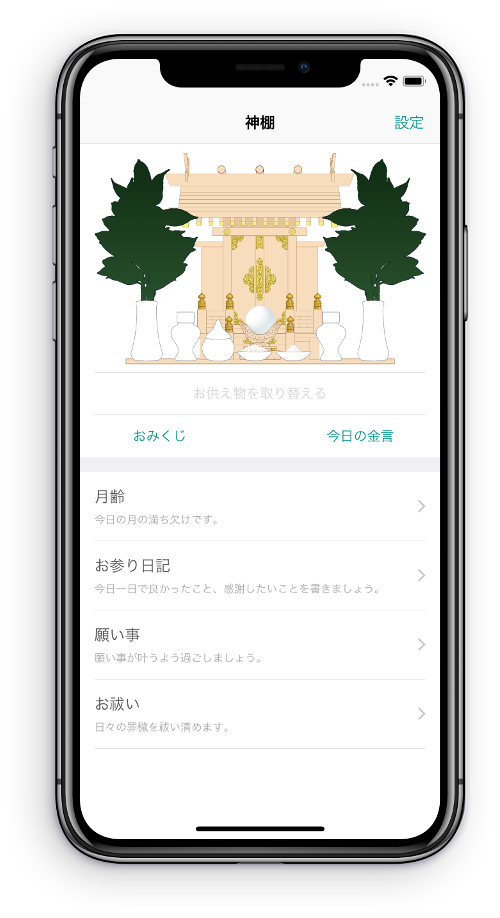 神棚
設定
お供え物を取り替える
おみくじ
今日の金言
月齢
今日の月の満ち欠けです。
お参り日記
今日一日で良かったこと、感謝したいことを書きましょう。
願い事
願い事が叶うよう過ごしましょう。
お祓い
日々の罪穢を祓い清めます。